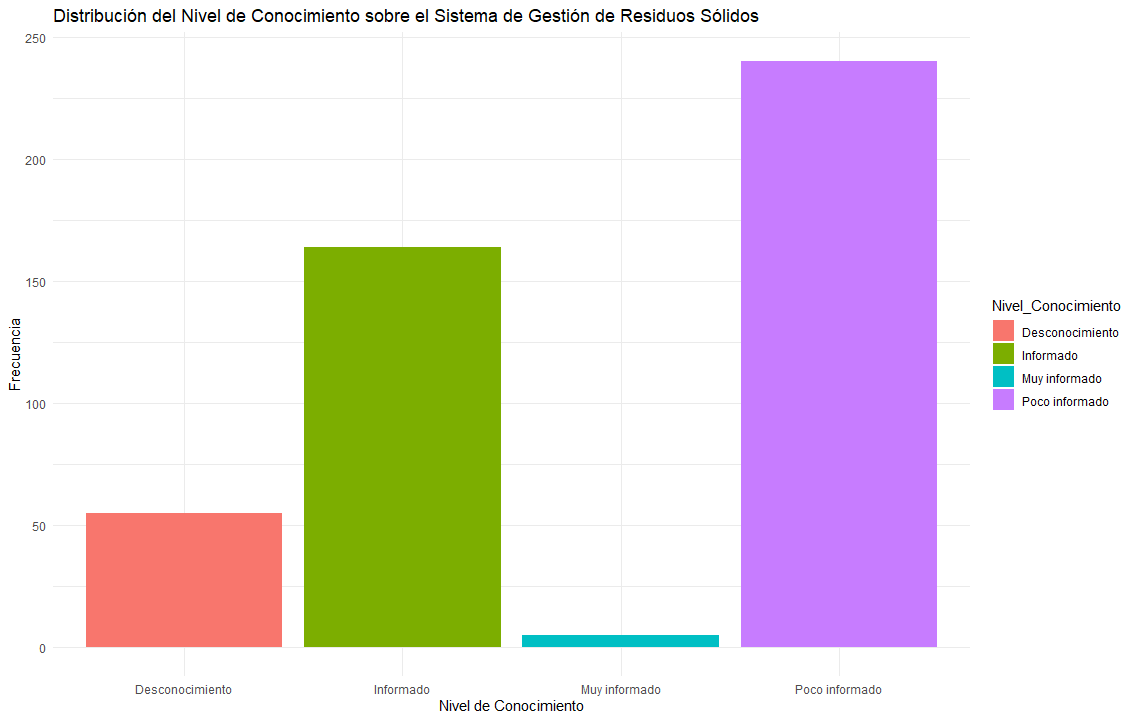 Distribución del Nivel de Conocimiento sobre el Sistema de Gestión de Residuos Sólidos
250
200
150
100
50
0
Frecuencia
Desconocimiento
Informado
Muy informado
Poco informado
Nivel de Conocimiento
Nivel_Conocimiento
Desconocimiento
Informado
Muy informado
Poco informado